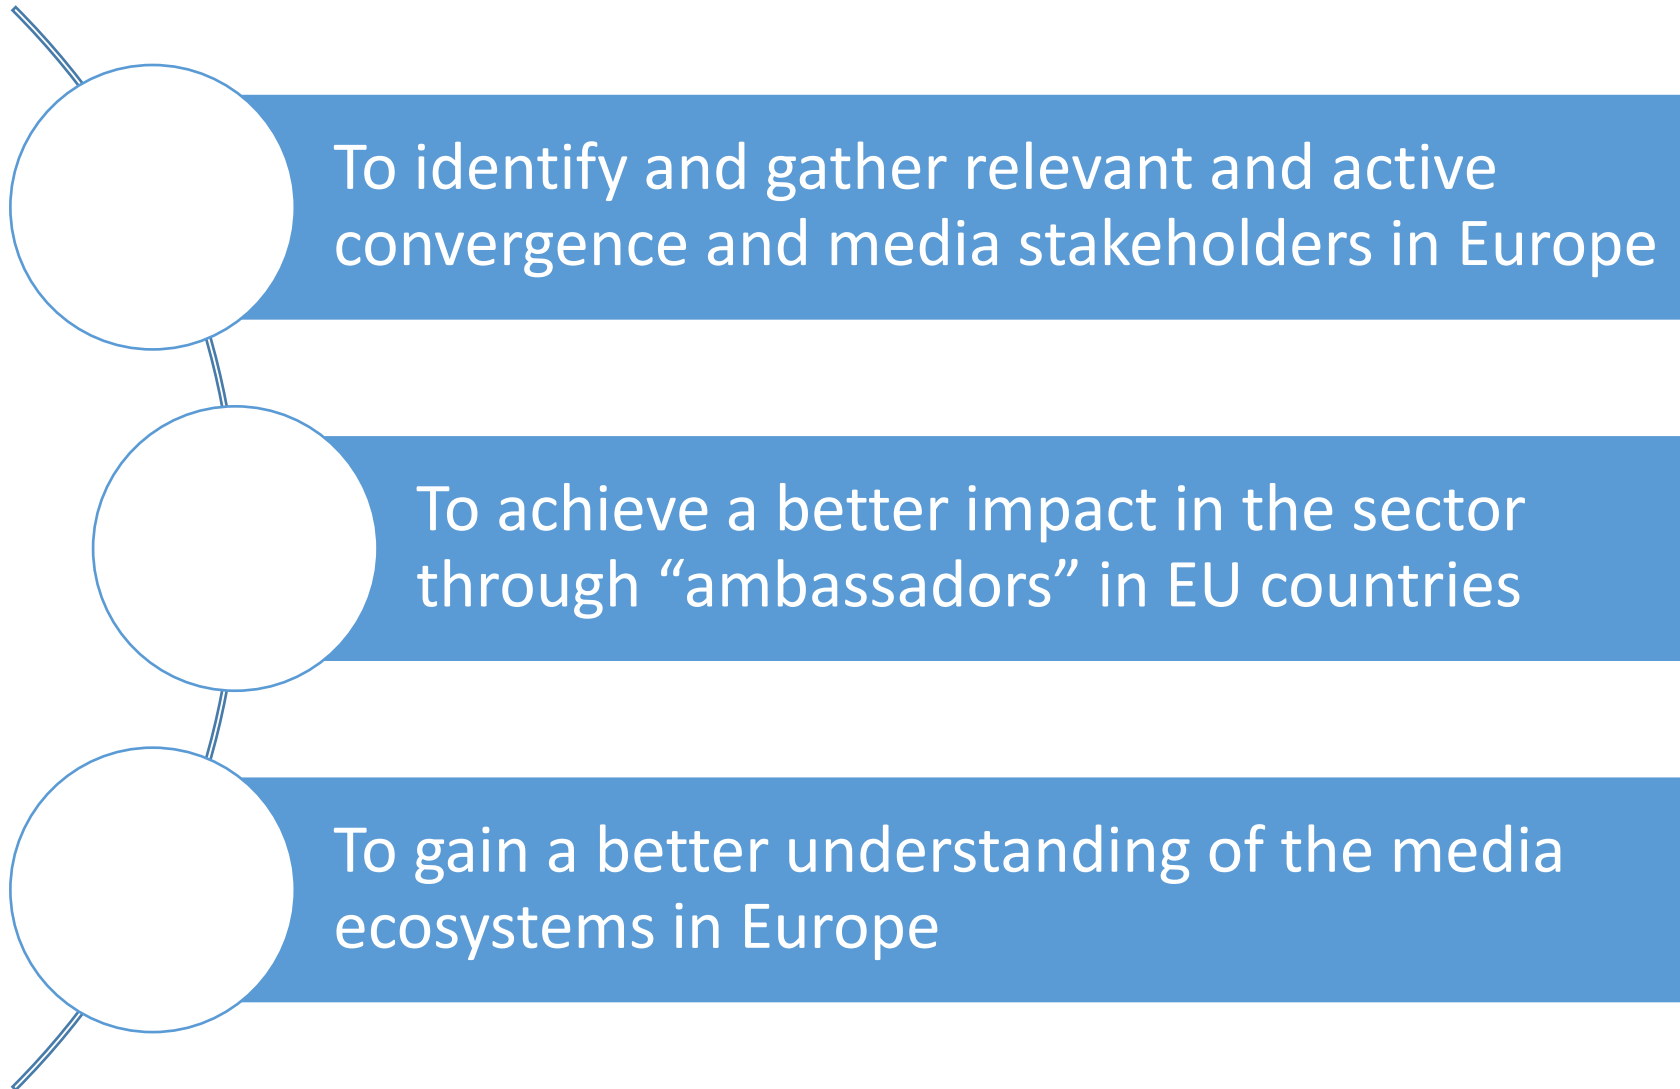 To identify and gather relevant and active
convergence and media stakeholders in Europe
To achieve a better impact in the sector
through “ambassadors” in EU countries
To gain a better understanding of the media
ecosystems in Europe